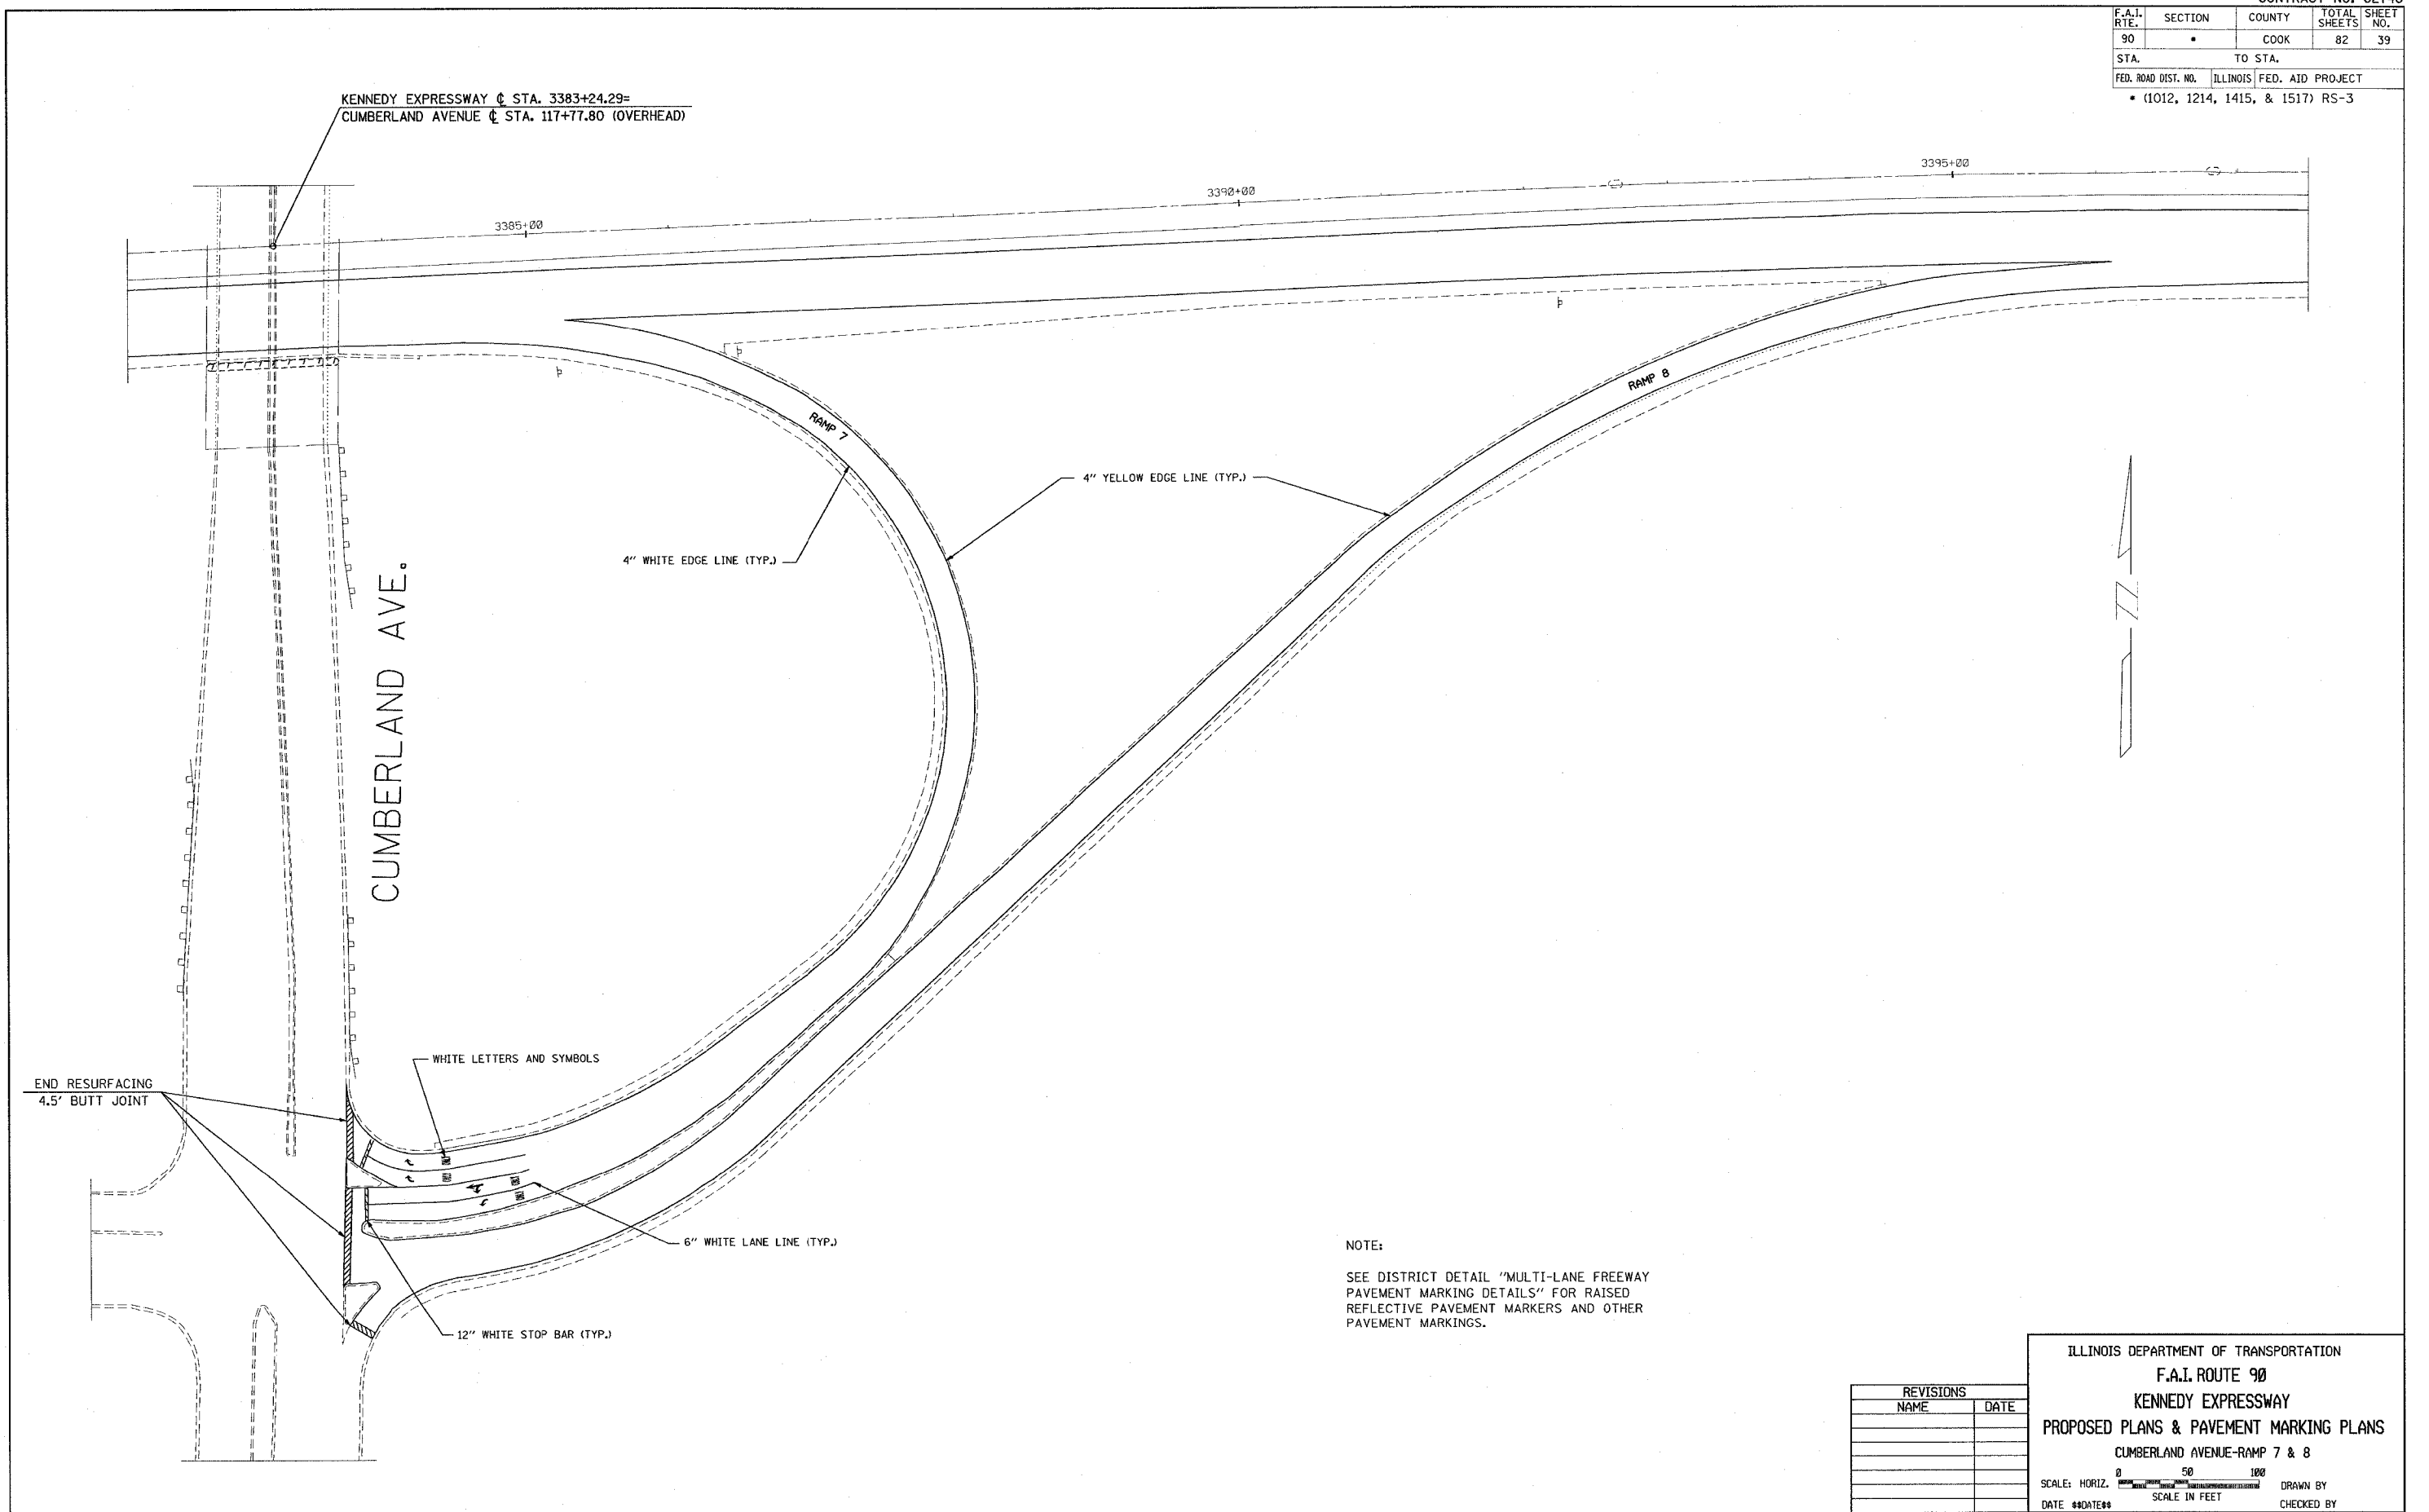 F.A.I. RTE. SECTION COUNTY TOTAL SHEETS SHEET NO.
90 * COOK 82 39
STA. TO STA.
FED. ROAD DIST. NO. ILLINOIS FED. AID PROJECT
* (1012, 1214, 1415, & 1517) RS-3
KENNEDY EXPRESSWAY ℄ STA. 3383+24.29=
CUMBERLAND AVENUE ℄ STA. 117+77.80 (OVERHEAD)
3395+00
3390+00
3385+00
RAMP 8
RAMP 7
4" YELLOW EDGE LINE (TYP.)
4" WHITE EDGE LINE (TYP.)
N
CUMBERLAND AVE.
WHITE LETTERS AND SYMBOLS
END RESURFACING
4.5' BUTT JOINT
6" WHITE LANE LINE (TYP.)
12" WHITE STOP BAR (TYP.)
NOTE:
SEE DISTRICT DETAIL "MULTI-LANE FREEWAY
PAVEMENT MARKING DETAILS" FOR RAISED
REFLECTIVE PAVEMENT MARKERS AND OTHER
PAVEMENT MARKINGS.
REVISIONS
NAME DATE
ILLINOIS DEPARTMENT OF TRANSPORTATION
F.A.I. ROUTE 90
KENNEDY EXPRESSWAY
PROPOSED PLANS & PAVEMENT MARKING PLANS
CUMBERLAND AVENUE-RAMP 7 & 8
0 50 100
SCALE: HORIZ. DRAWN BY
SCALE IN FEET
DATE $$DATE$$ CHECKED BY